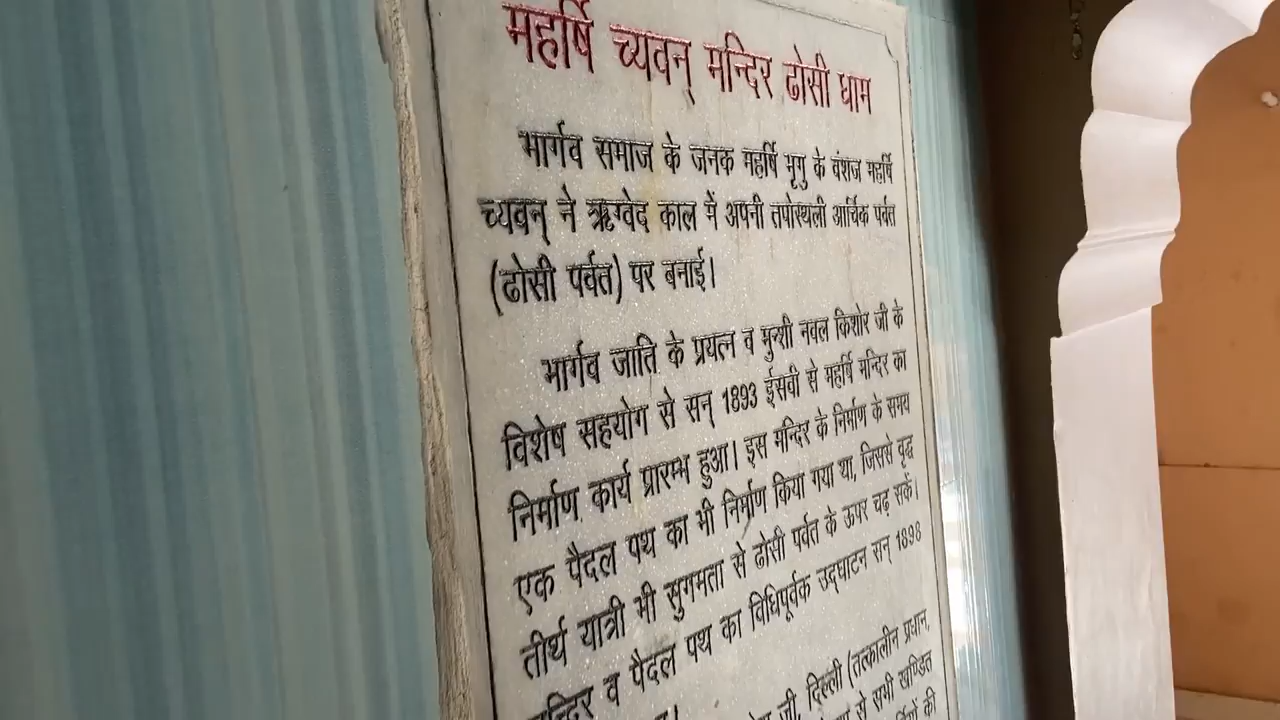 महर्षि च्यवन् मन्दिर ढोसी धाम
भार्गव समाज के जनक महर्षि भृगु के वंशज महर्षि
च्यवन् ने ऋग्वेद काल में अपनी तपोस्थली आर्चिक पर्वत
(ढोसी पर्वत) पर बनाई।
भार्गव जाति के प्रयत्न व मुन्शी नवल किशोर जी के
विशेष सहयोग से सन् 1893 ईसवी से महर्षि मन्दिर का
निर्माण कार्य प्रारम्भ हुआ। इस मन्दिर के निर्माण के समय
एक पैदल पथ का भी निर्माण किया गया था, जिससे वृद्ध
तीर्थ यात्री भी सुगमता से ढोसी पर्वत के ऊपर चढ़ सकें।
मन्दिर व पैदल पथ का विधिपूर्वक उद्घाटन सन् 1898
जी, दिल्ली (तत्कालीन प्रधान,
से सभी खण्डित
की